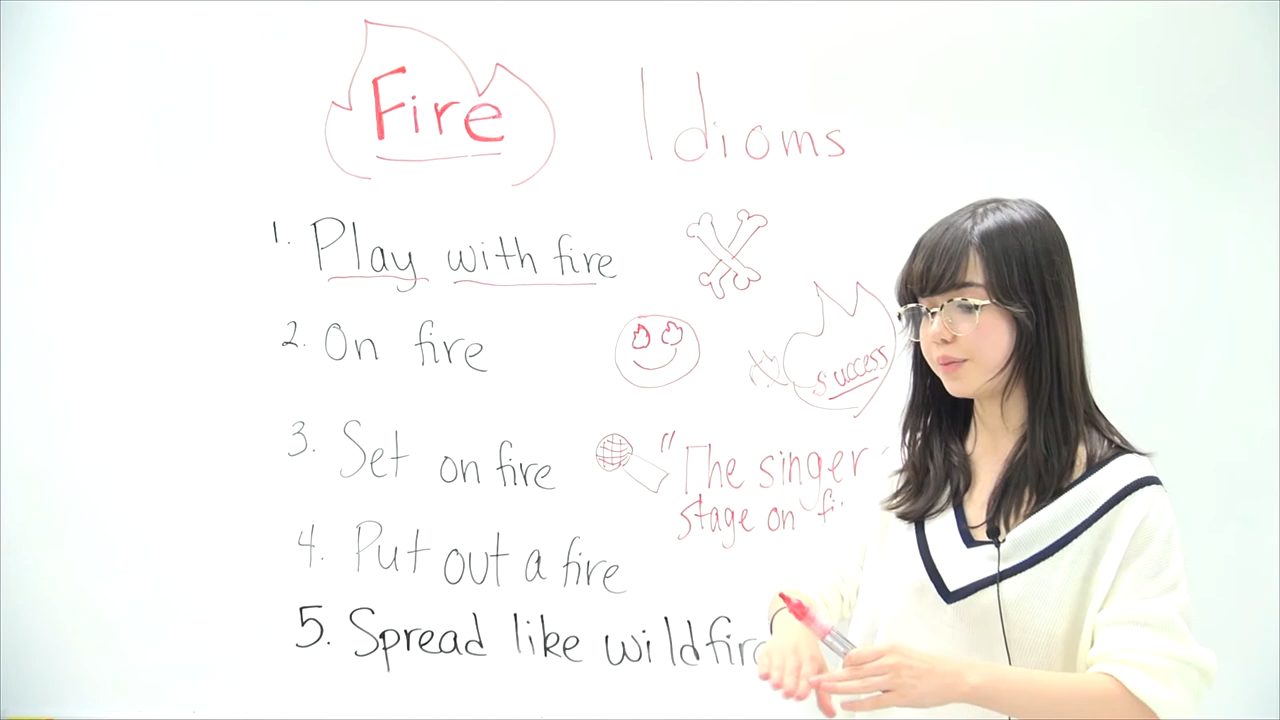 Fire Idioms
1. Play with fire
2. On fire
success
3. Set on fire
"The singer
stage on
4. Put out a fire
5. Spread like